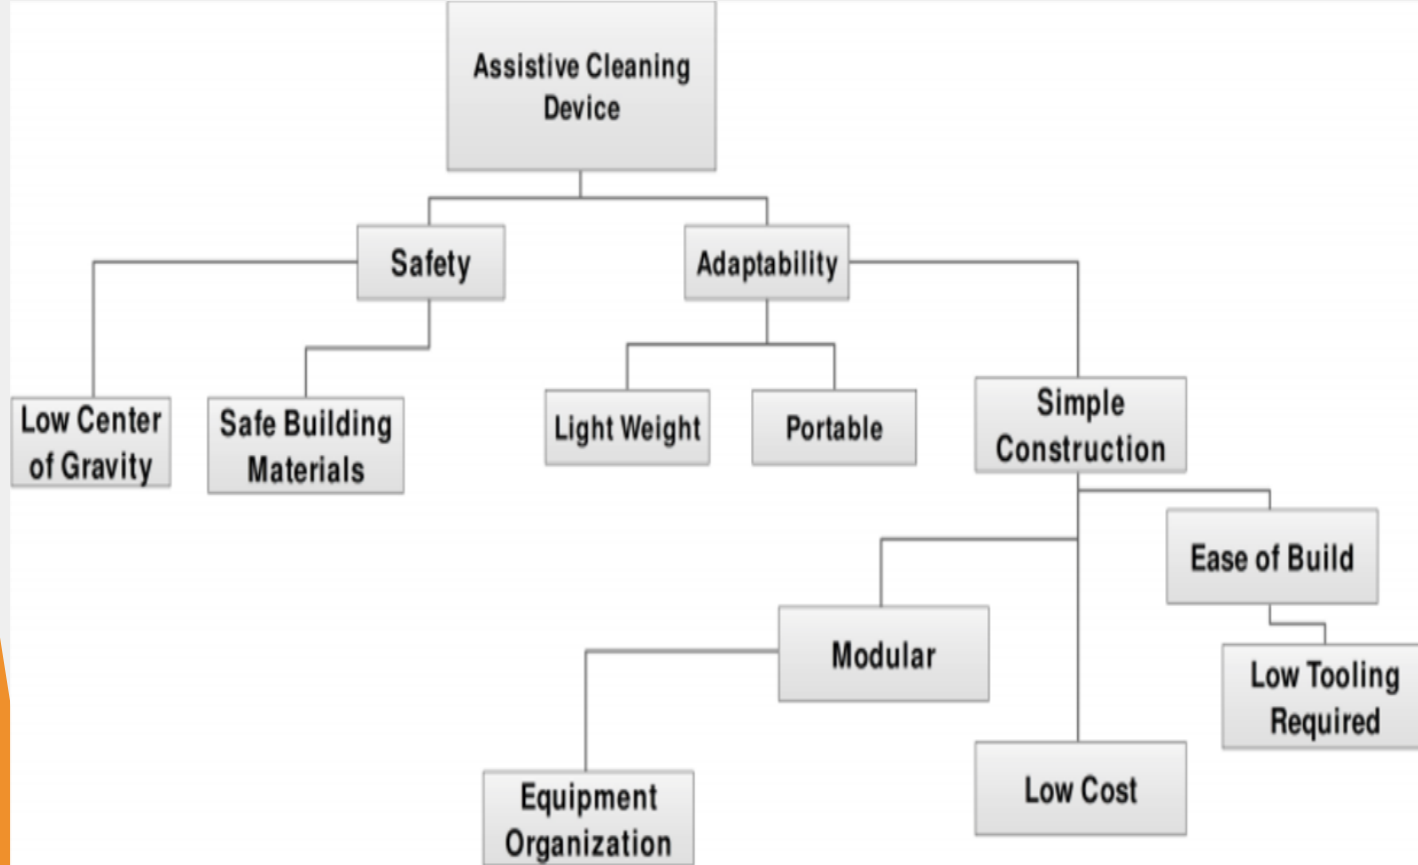 Assistive Cleaning
Device
Safety
Adaptability
Low Center
of Gravity
Safe Building
Materials
Light Weight
Portable
Simple
Construction
Ease of Build
Modular
Low Tooling
Required
Low Cost
Equipment
Organization